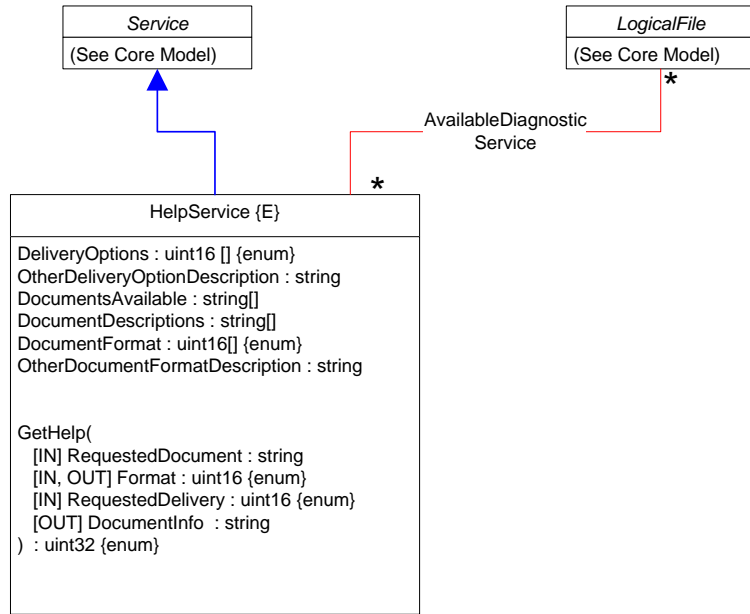 Service
(See Core Model)
LogicalFile
(See Core Model)
*
AvailableDiagnostic
Service
*
HelpService {E}
DeliveryOptions : uint16 [] {enum}
OtherDeliveryOptionDescription : string
DocumentsAvailable : string[]
DocumentDescriptions : string[]
DocumentFormat : uint16[] {enum}
OtherDocumentFormatDescription : string
GetHelp(
[IN] RequestedDocument : string
[IN, OUT] Format : uint16 {enum}
[IN] RequestedDelivery : uint16 {enum}
[OUT] DocumentInfo : string
) : uint32 {enum}